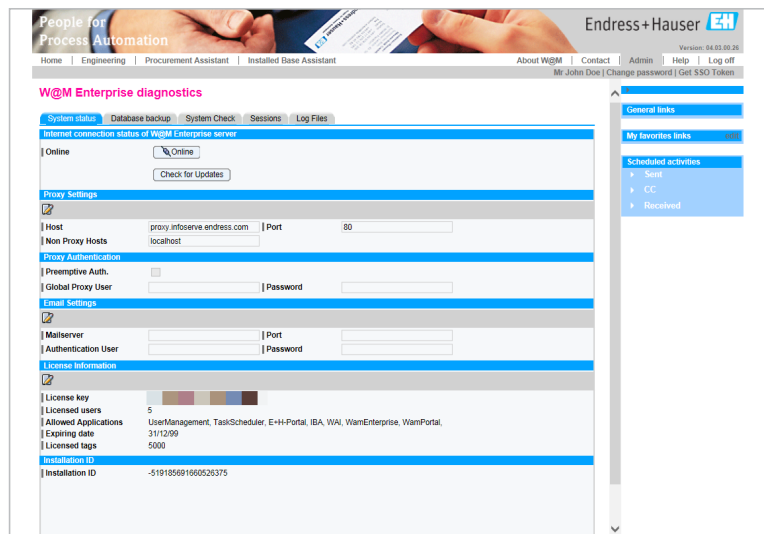 People for
Process Automation
Endress+Hauser EH
Version: 04.03.00.26
Home | Engineering | Procurement Assistant | Installed Base Assistant About W@M | Contact | Admin | Help | Log off
Mr John Doe | Change password | Get SSO Token
W@M Enterprise diagnostics
System status Database backup System Check Sessions Log Files
Internet connection status of W@M Enterprise server
Online Online
Check for Updates
Proxy Settings
Host proxy.infoserve.endress.com Port 80
Non Proxy Hosts localhost
Proxy Authentication
Preemptive Auth.
Global Proxy User Password
Email Settings
Mailserver Port
Authentication User Password
License Information
License key
Licensed users 5
Allowed Applications UserManagement, TaskScheduler, E+H-Portal, IBA, WAI, WamEnterprise, WamPortal,
Expiring date 31/12/99
Licensed tags 5000
Installation ID
Installation ID -519185691660526375
General links
My favorites links
Scheduled activities
Sent
CC
Received